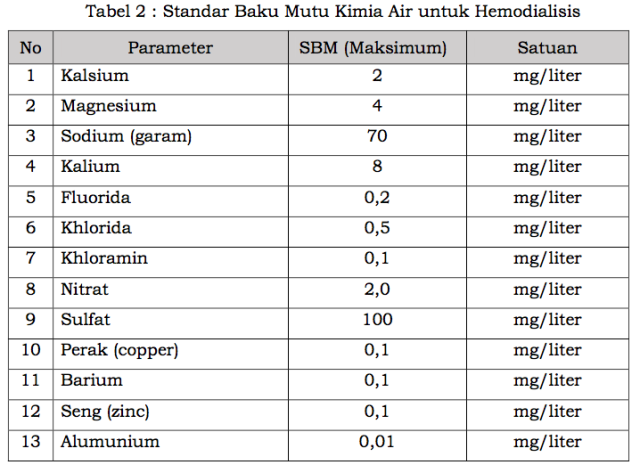 Tabel 2 : Standar Baku Mutu Kimia Air untuk Hemodialisis
No Parameter SBM (Maksimum) Satuan
1 Kalsium 2 mg/liter
2 Magnesium 4 mg/liter
3 Sodium (garam) 70 mg/liter
4 Kalium 8 mg/liter
5 Fluorida 0,2 mg/liter
6 Khlorida 0,5 mg/liter
7 Khloramin 0,1 mg/liter
8 Nitrat 2,0 mg/liter
9 Sulfat 100 mg/liter
10 Perak (copper) 0,1 mg/liter
11 Barium 0,1 mg/liter
12 Seng (zinc) 0,1 mg/liter
13 Alumunium 0,01 mg/liter